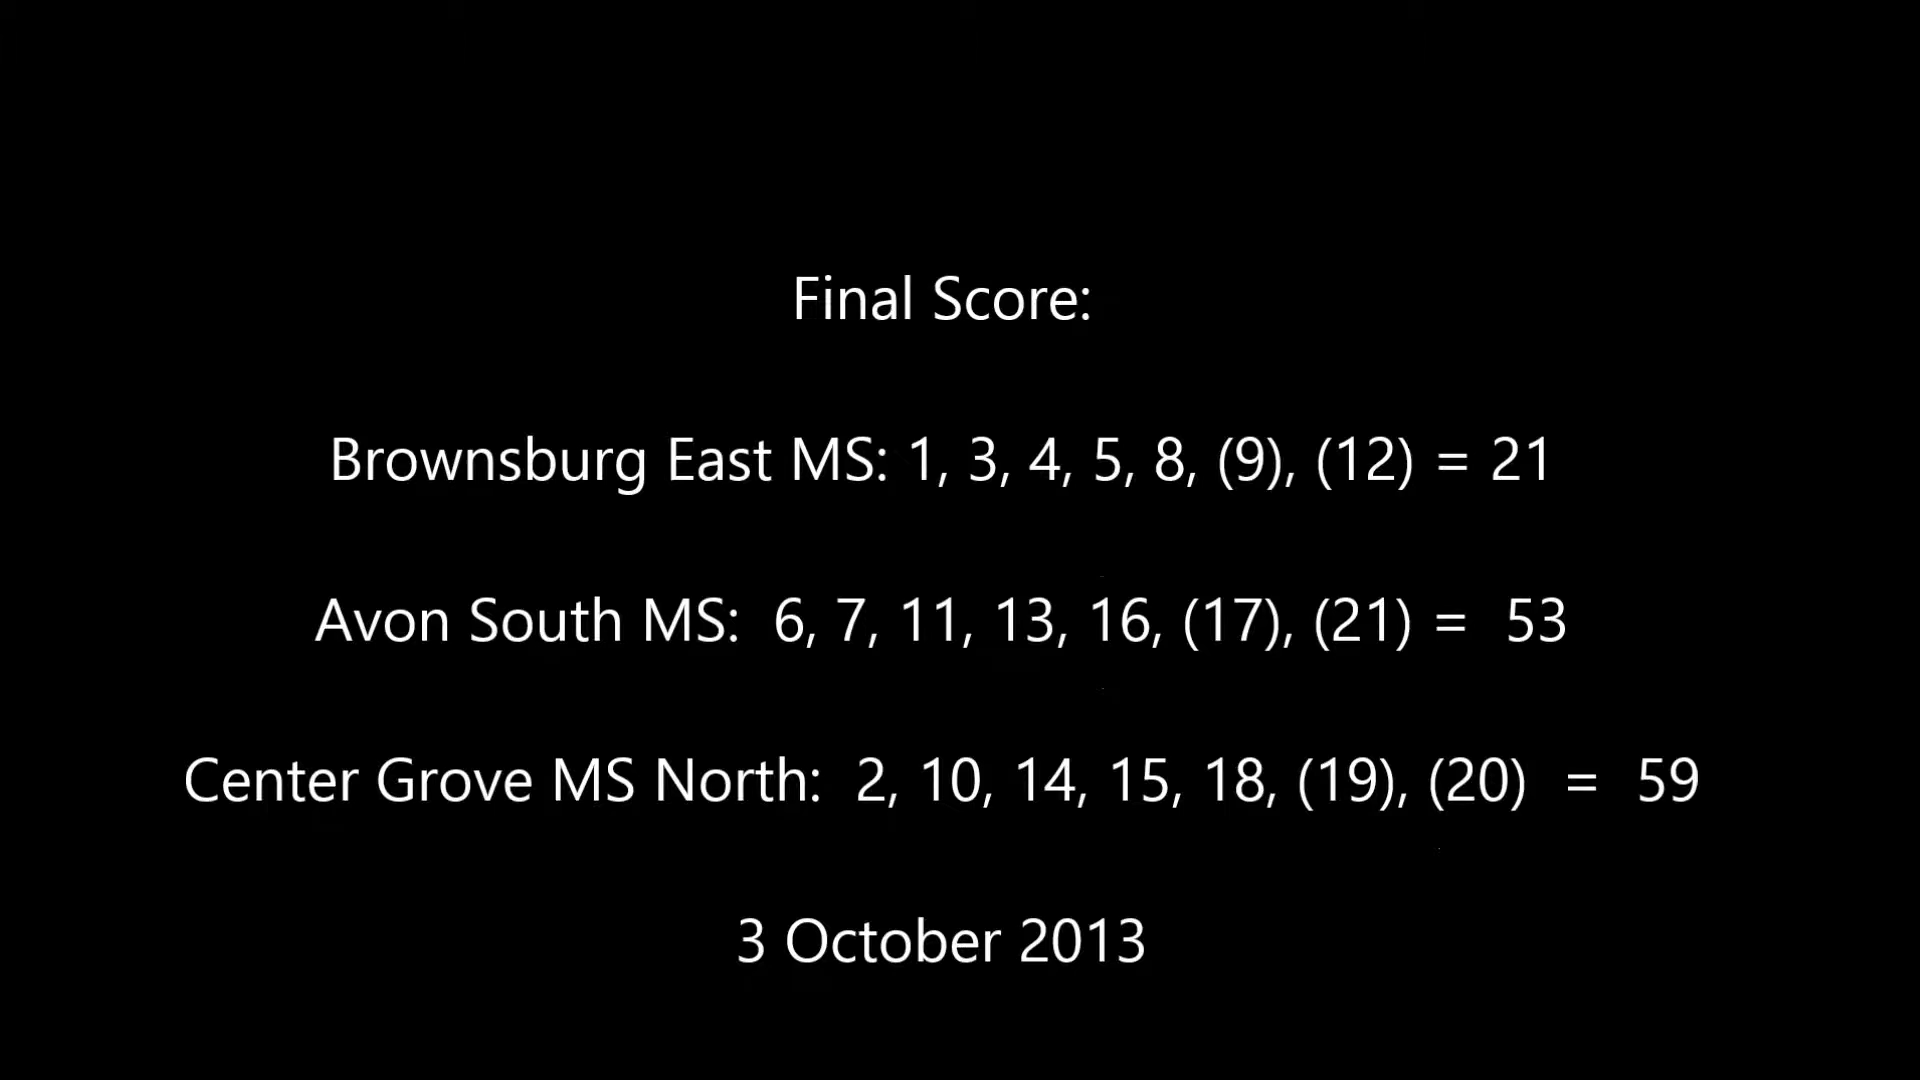 Final Score:
Brownsburg East MS: 1, 3, 4, 5, 8, (9), (12) = 21
Avon South MS:  6, 7, 11, 13, 16, (17), (21) =  53
Center Grove MS North:  2, 10, 14, 15, 18, (19), (20)  =  59
3 October 2013